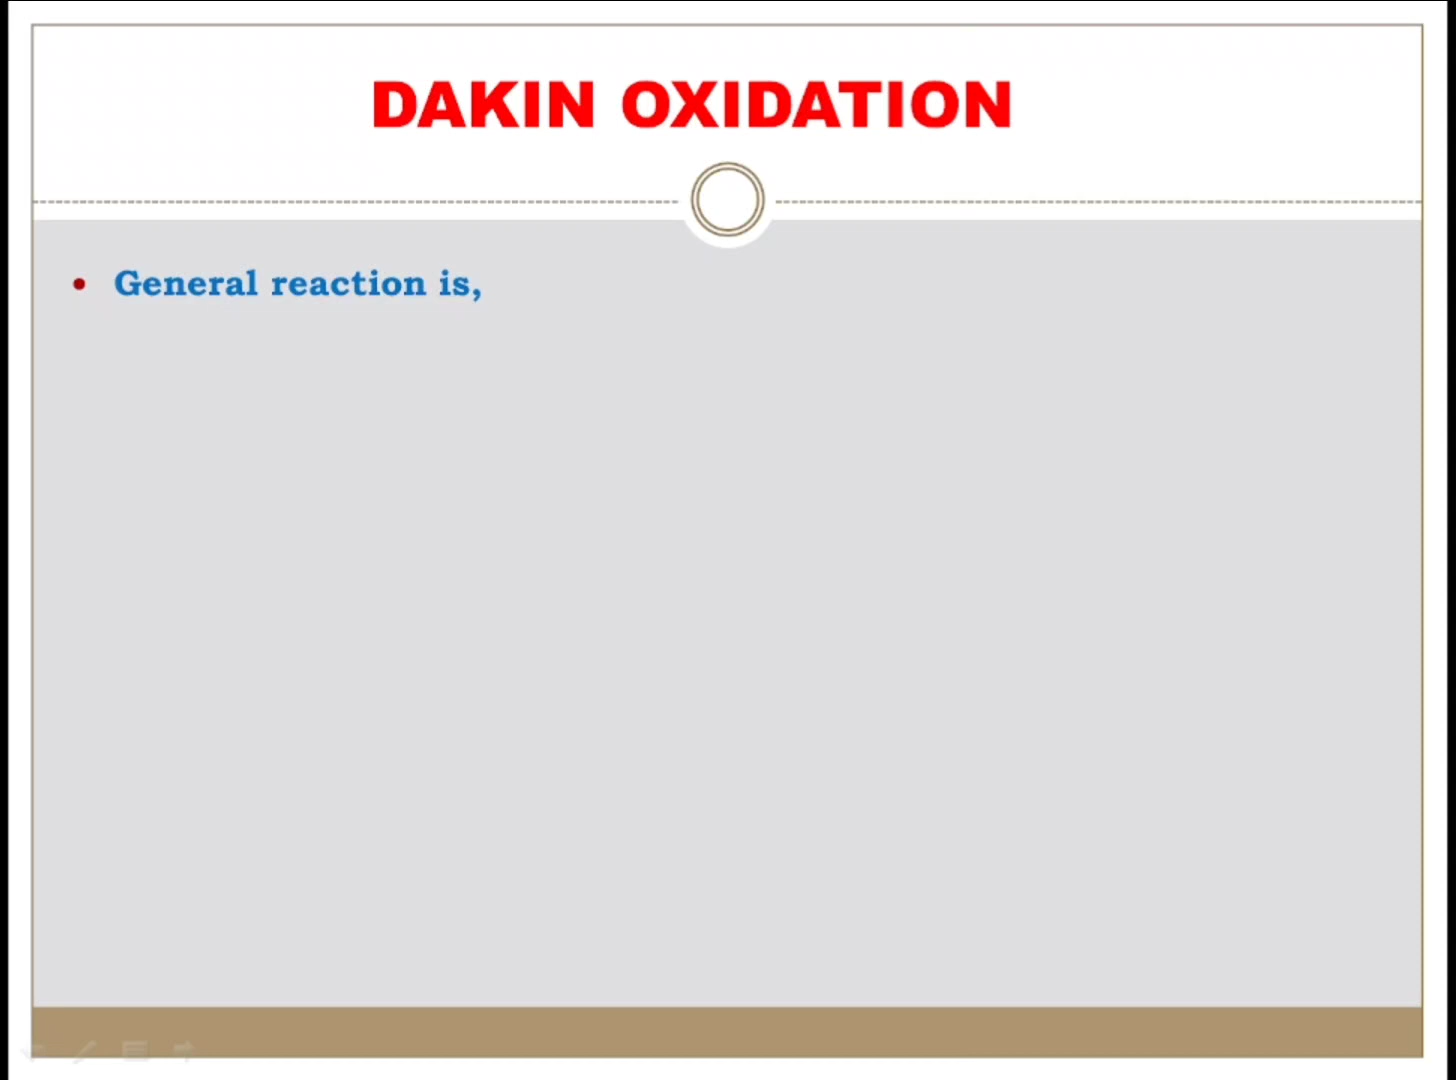 DAKIN OXIDATION
• General reaction is,